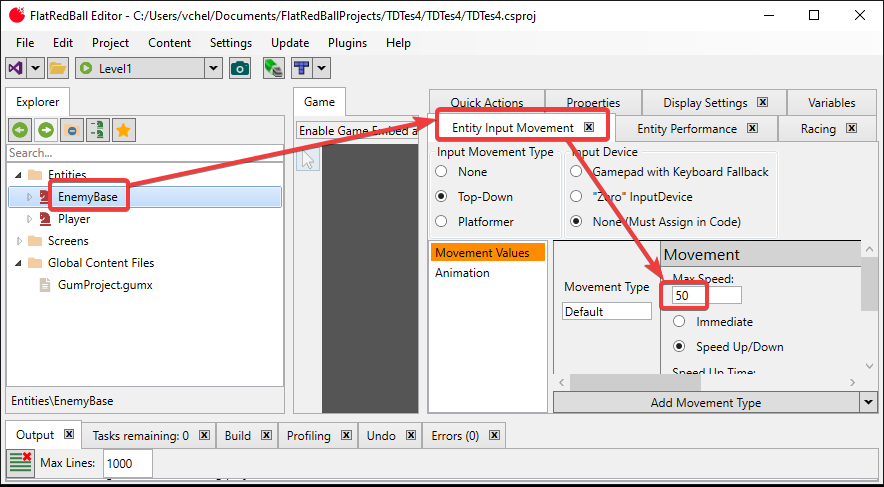 FlatRedBall Editor - C:/Users/vchel/Documents/FlatRedBallProjects/TDTes4/TDTes4/TDTes4.csproj
File Edit Project Content Settings Update Plugins Help
Level1
Explorer
Search...
Entities
EnemyBase
Player
Screens
Global Content Files
GumProject.gumx
Entities\EnemyBase
Game
Enable Game Embed a
Quick Actions Properties Display Settings Variables
Entity Input Movement Entity Performance Racing
Input Movement Type
None
Top-Down
Platformer
Input Device
Gamepad with Keyboard Fallback
"Zero" InputDevice
None (Must Assign in Code)
Movement Values
Animation
Movement Type
Default
Movement
Max Speed:
50
Immediate
Speed Up/Down
Speed Up Time:
Add Movement Type
Output Tasks remaining: 0 Build Profiling Undo Errors (0)
Max Lines: 1000